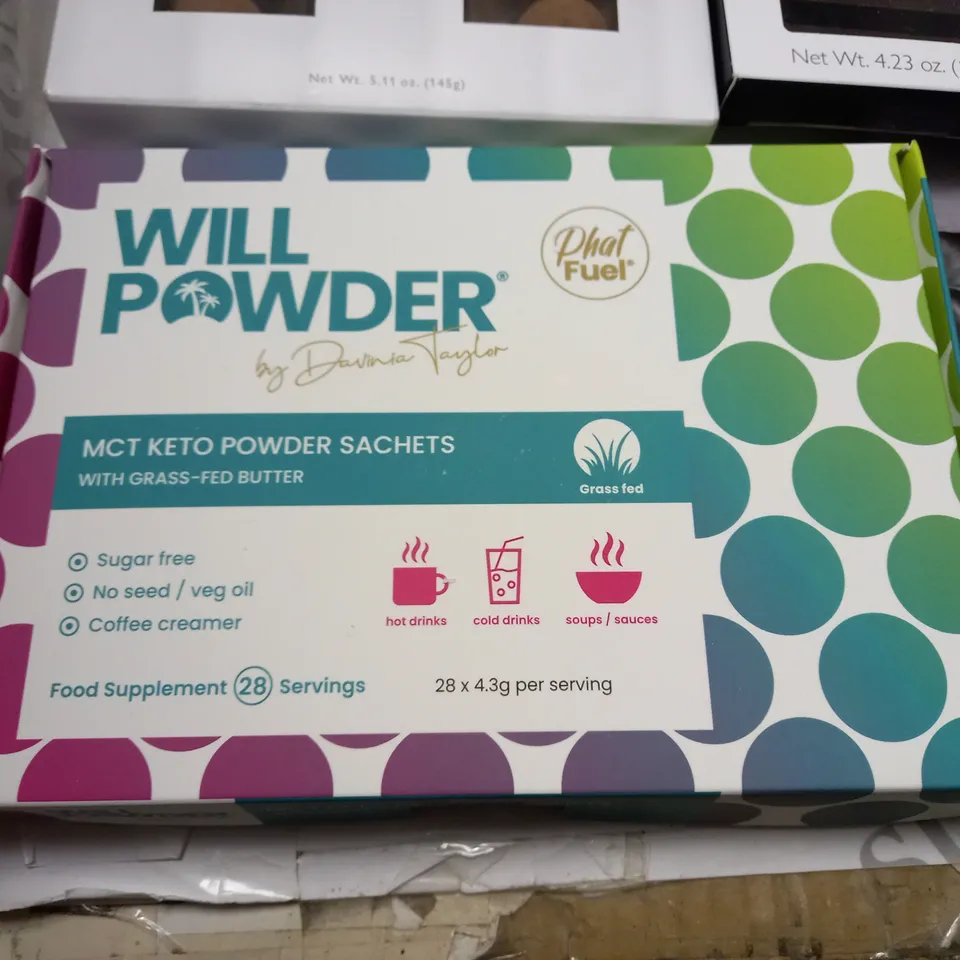 Net Wt. 5.11 oz. (145g)
Net Wt. 4.23 oz. (
WILL
POWDER®
by Davinia Taylor
Phat
Fuel®
MCT KETO POWDER SACHETS
WITH GRASS-FED BUTTER
Grass fed
Sugar free
No seed / veg oil
Coffee creamer
hot drinks
cold drinks
soups / sauces
Food Supplement 28 Servings
28 x 4.3g per serving